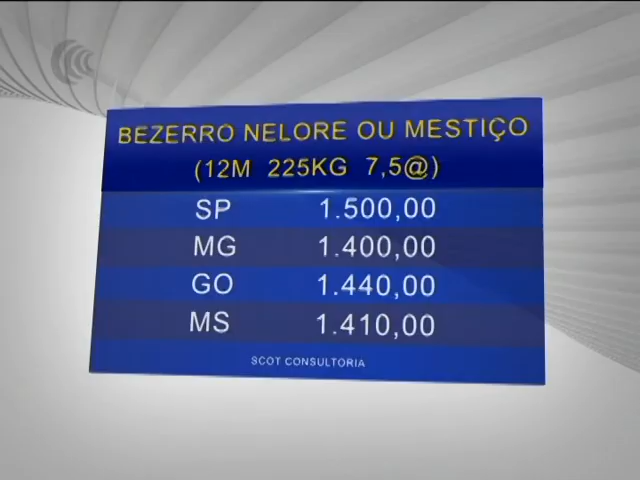 BEZERRO NELORE OU MESTIÇO
(12M 225KG 7,5@)
SP 1.500,00
MG 1.400,00
GO 1.440,00
MS 1.410,00
SCOT CONSULTORIA